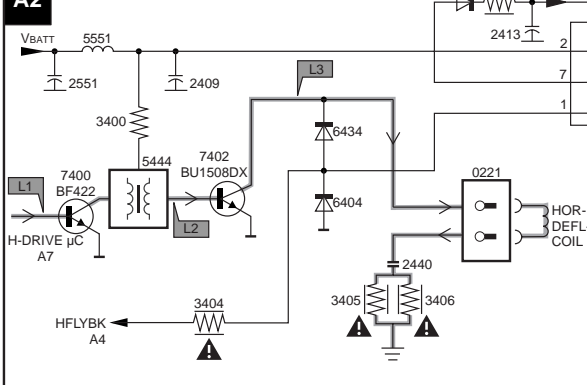 A2
VBATT
5551
2413
2
2551
2409
7
L3
3400
1
6434
5444
7402
7400
BU1508DX
BF422
0221
L1
6404
L2
HOR-
DEFL-
COIL
H-DRIVE µC
A7
2440
3404
3405
3406
HFLYBK
A4